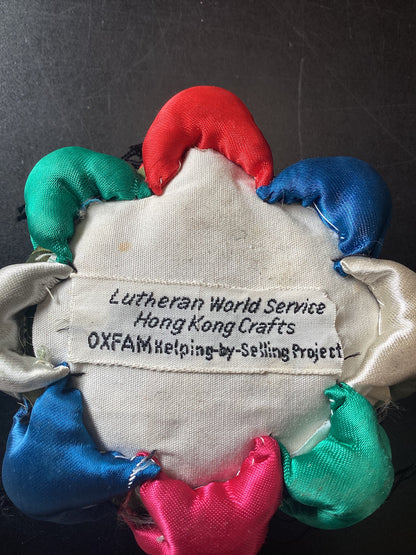 Lutheran World Service
Hong Kong Crafts
OXFAM Helping-by-Selling Project